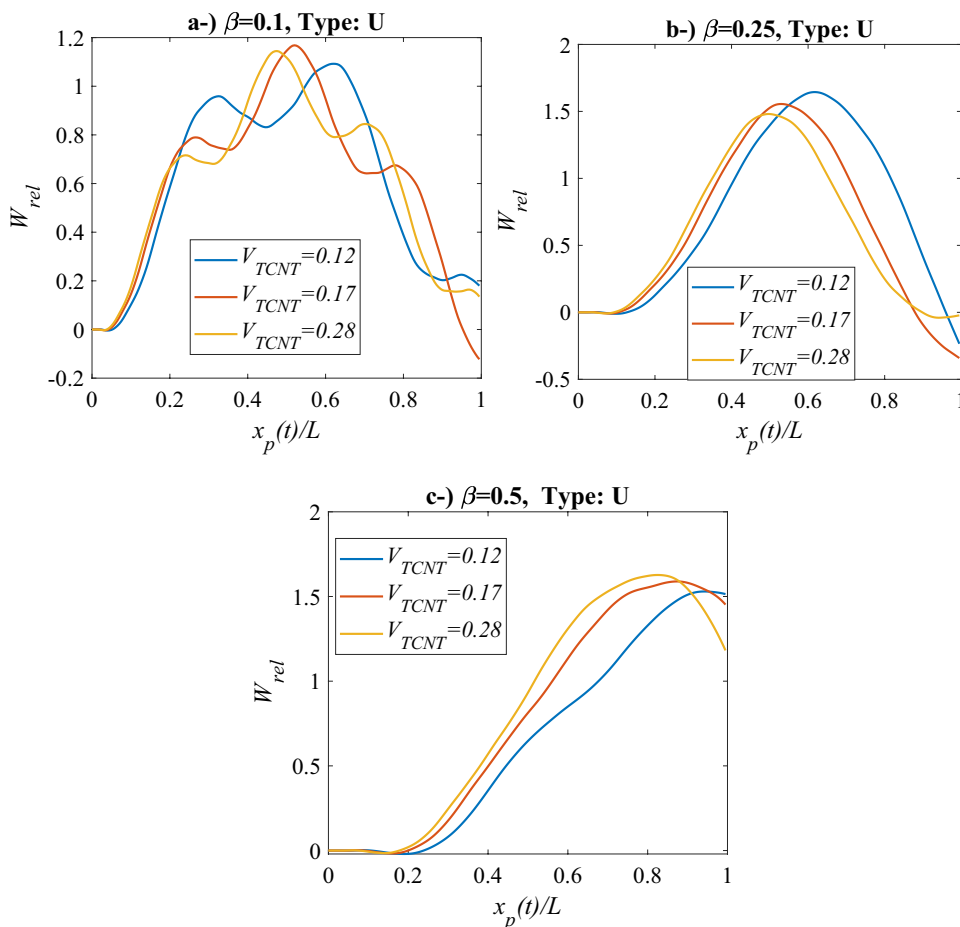 a-) β=0.1, Type: U
1.2
1
0.8
0.6
0.4
0.2
0
-0.2
W_rel
V_TCNT=0.12
V_TCNT=0.17
V_TCNT=0.28
0 0.2 0.4 0.6 0.8 1
x_p(t)/L
b-) β=0.25, Type: U
2
1.5
1
0.5
0
-0.5
W_rel
V_TCNT=0.12
V_TCNT=0.17
V_TCNT=0.28
0 0.2 0.4 0.6 0.8 1
x_p(t)/L
c-) β=0.5, Type: U
2
1.5
1
0.5
0
W_rel
V_TCNT=0.12
V_TCNT=0.17
V_TCNT=0.28
0 0.2 0.4 0.6 0.8 1
x_p(t)/L